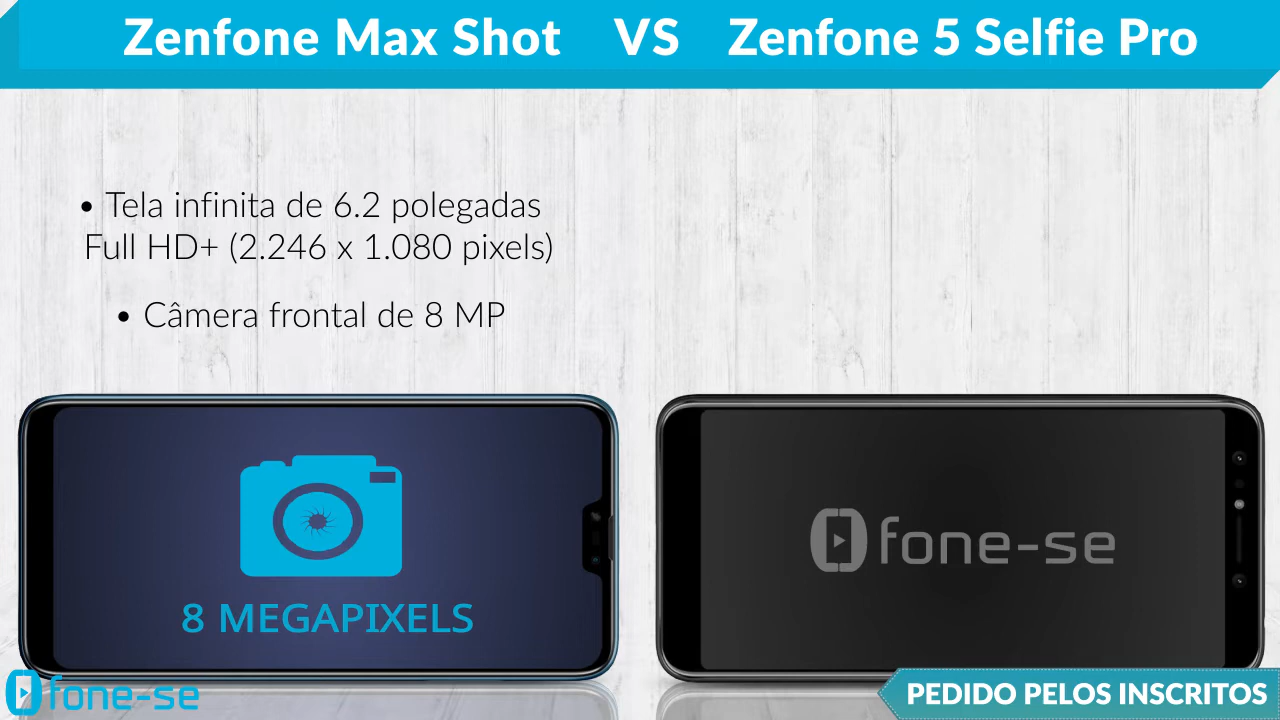 Zenfone Max Shot VS Zenfone 5 Selfie Pro
• Tela infinita de 6.2 polegadas
Full HD+ (2.246 x 1.080 pixels)
• Câmera frontal de 8 MP
8 MEGAPIXELS
fone-se
fone-se
PEDIDO PELOS INSCRITOS